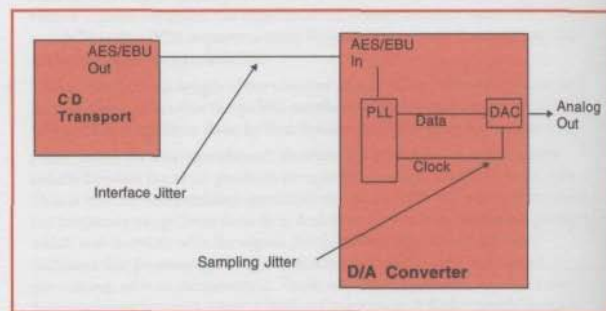 AES/EBU
Out
CD
Transport
Interface Jitter
AES/EBU
In
PLL
Data
DAC
Analog
Out
Clock
Sampling Jitter
D/A Converter